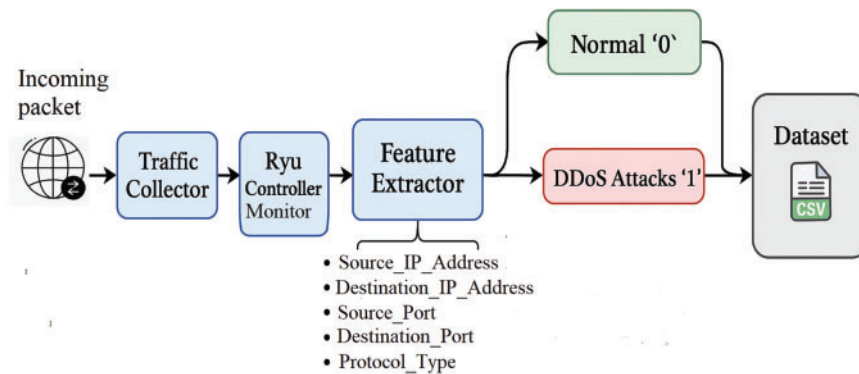 Incoming
packet
Traffic
Collector
Ryu
Controller
Monitor
Feature
Extractor
• Source_IP_Address
• Destination_IP_Address
• Source_Port
• Destination_Port
• Protocol_Type
Normal ‘0`
DDoS Attacks ‘1’
Dataset
CSV